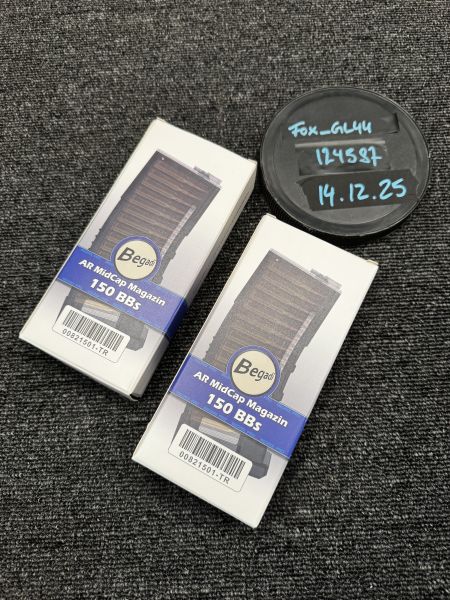 Fox_GL44
124587
14.12.25
Begadi
AR MidCap Magazin
150 BBs
00821501-TR
Begadi
AR MidCap Magazin
150 BBs
00821501-TR